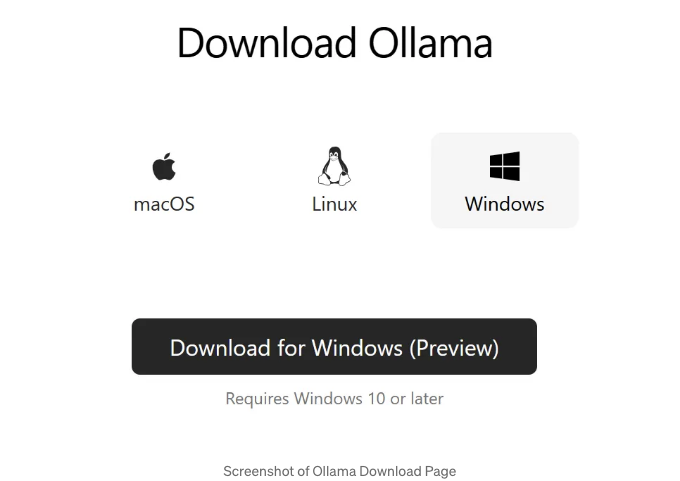 Download Ollama
macOS
Linux
Windows
Download for Windows (Preview)
Requires Windows 10 or later
Screenshot of Ollama Download Page